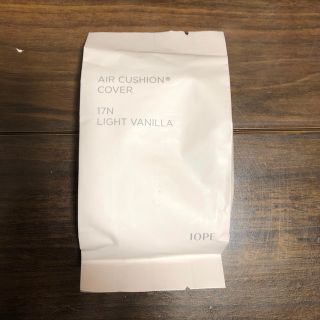 AIR CUSHION®
COVER
17N
LIGHT VANILLA
IOPE